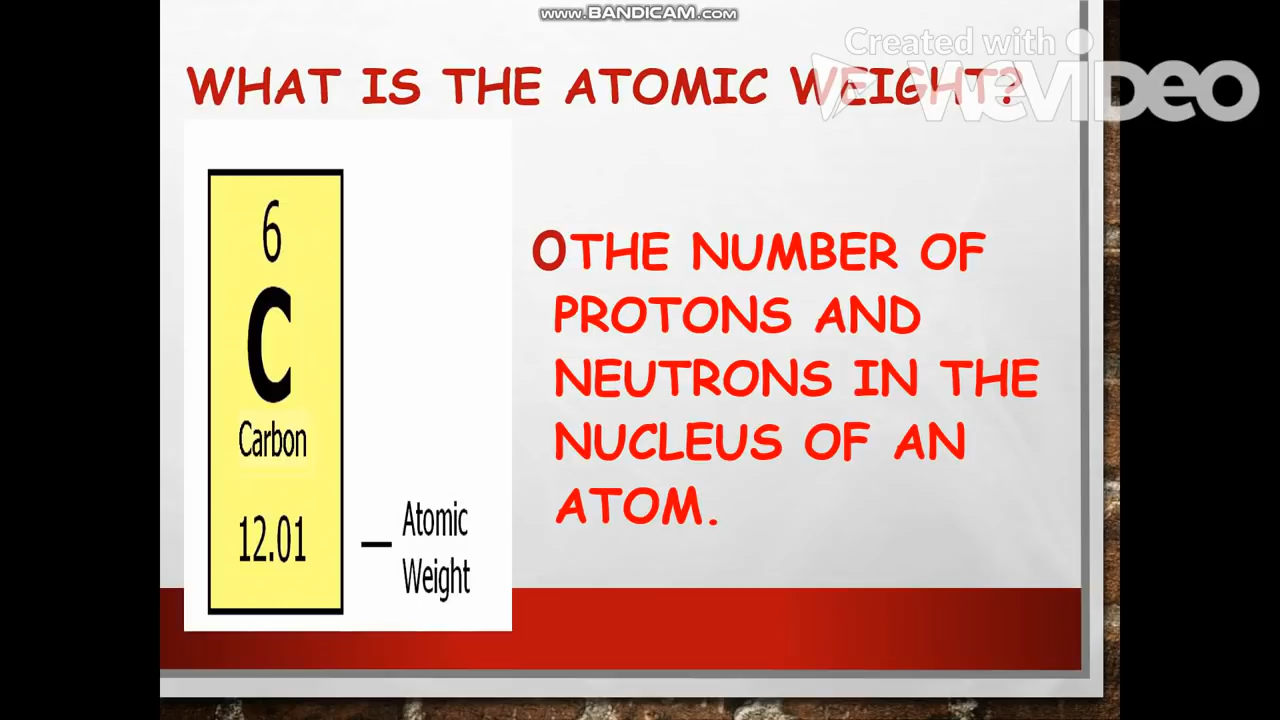 www.BANDICAM.com
Created with
WeVIDEO
WHAT IS THE ATOMIC WEIGHT?
6
C
Carbon
12.01
Atomic
Weight
OTHE NUMBER OF
PROTONS AND
NEUTRONS IN THE
NUCLEUS OF AN
ATOM.